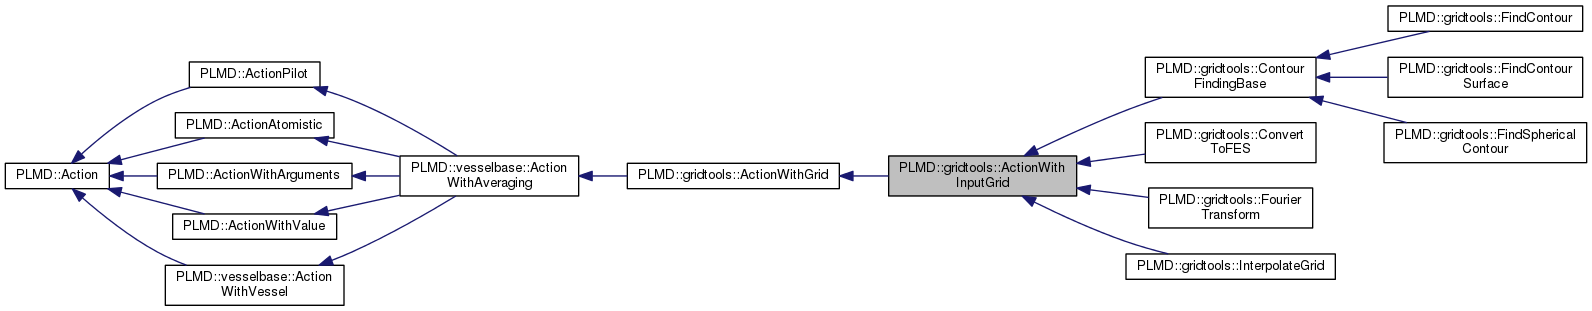 PLMD::Action
PLMD::ActionPilot
PLMD::ActionAtomistic
PLMD::ActionWithArguments
PLMD::ActionWithValue
PLMD::vesselbase::Action
WithVessel
PLMD::vesselbase::Action
WithAveraging
PLMD::gridtools::ActionWithGrid
PLMD::gridtools::ActionWith
InputGrid
PLMD::gridtools::Contour
FindingBase
PLMD::gridtools::Convert
ToFES
PLMD::gridtools::Fourier
Transform
PLMD::gridtools::InterpolateGrid
PLMD::gridtools::FindContour
PLMD::gridtools::FindContour
Surface
PLMD::gridtools::FindSpherical
Contour